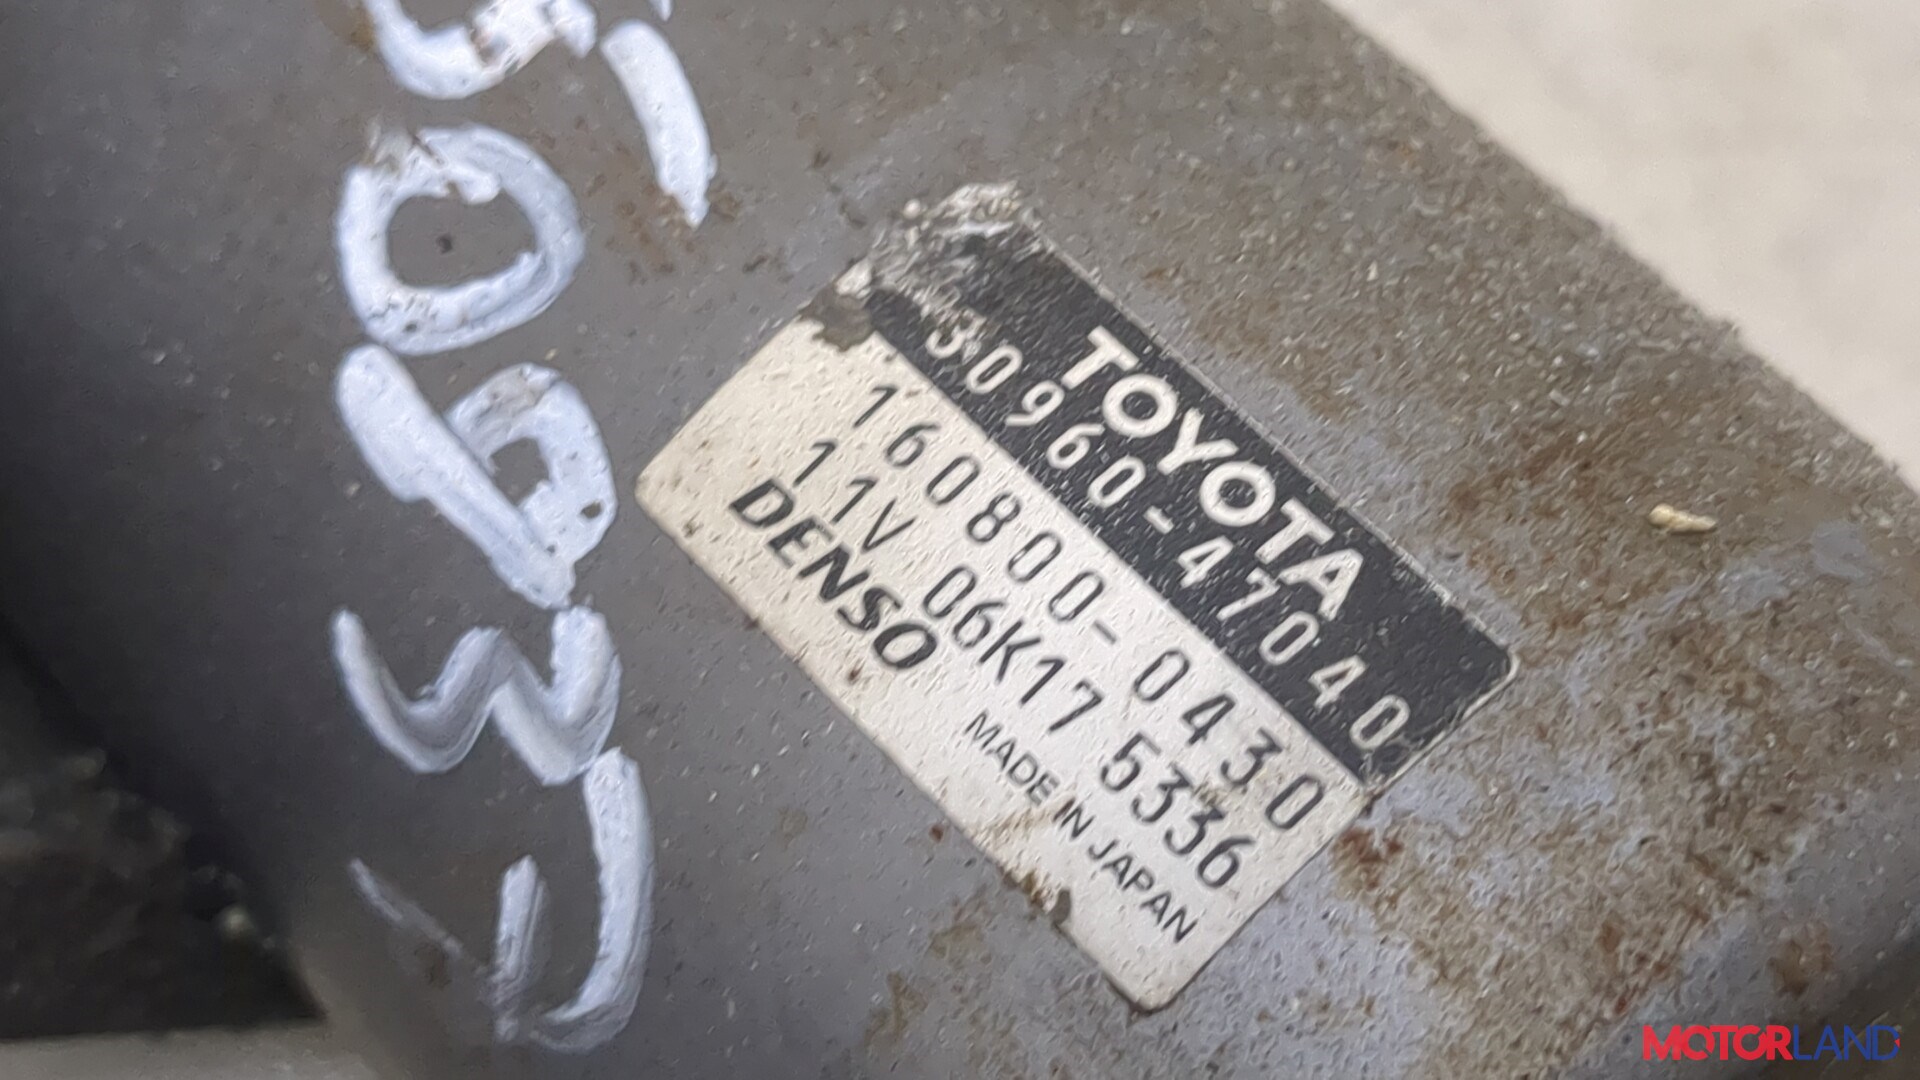 TOYOTA
30960-47040
160800-0430
11V 06K17 5336
DENSO
MADE IN JAPAN
MOTORLAND